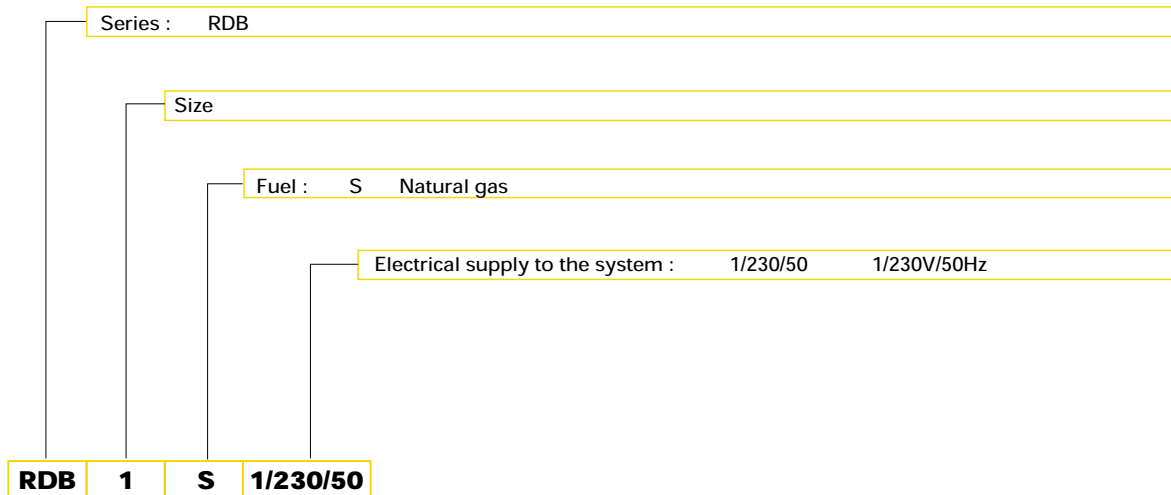 Series : RDB
Size
Fuel : S Natural gas
Electrical supply to the system : 1/230/50 1/230V/50Hz
RDB 1 S 1/230/50